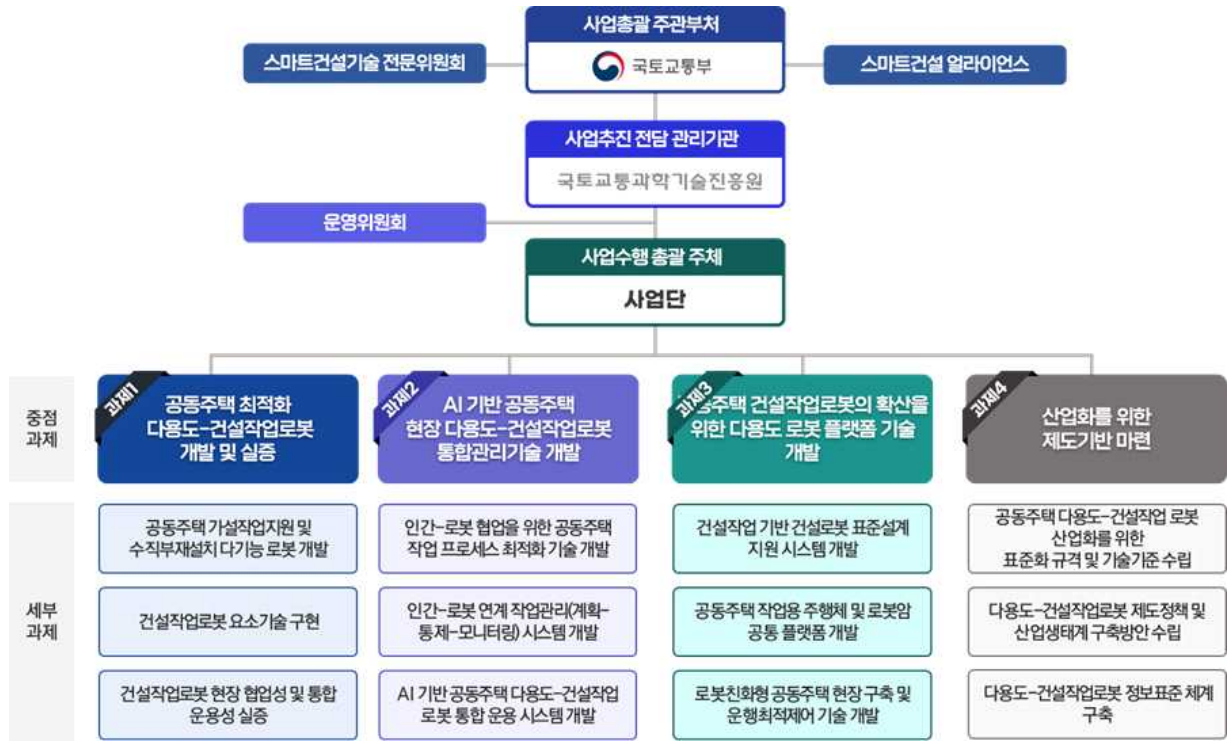 사업총괄 주관부처
스마트건설기술 전문위원회
국토교통부
스마트건설 얼라이언스
사업추진 전담 관리기관
국토교통과학기술진흥원
운영위원회
사업수행 총괄 주체
사업단
중점
과제
과제1
공동주택 최적화
다용도-건설작업로봇
개발 및 실증
과제2
AI 기반 공동주택
현장 다용도-건설작업로봇
통합관리기술 개발
과제3
동주택 건설작업로봇의 확산을
위한 다용도 로봇 플랫폼 기술
개발
과제4
산업화를 위한
제도기반 마련
세부
과제
공동주택 가설작업지원 및
수직부재설치 다기능 로봇 개발
인간-로봇 협업을 위한 공동주택
작업 프로세스 최적화 기술 개발
건설작업 기반 건설로봇 표준설계
지원 시스템 개발
공동주택 다용도-건설작업 로봇
산업화를 위한
표준화 규격 및 기술기준 수립
건설작업로봇 요소기술 구현
인간-로봇 연계 작업관리(계획-
통제-모니터링) 시스템 개발
공동주택 작업용 주행체 및 로봇암
공통 플랫폼 개발
다용도-건설작업로봇 제도정책 및
산업생태계 구축방안 수립
건설작업로봇 현장 협업성 및 통합
운용성 실증
AI 기반 공동주택 다용도-건설작업
로봇 통합 운용 시스템 개발
로봇친화형 공동주택 현장 구축 및
운행최적제어 기술 개발
다용도-건설작업로봇 정보표준 체계
구축